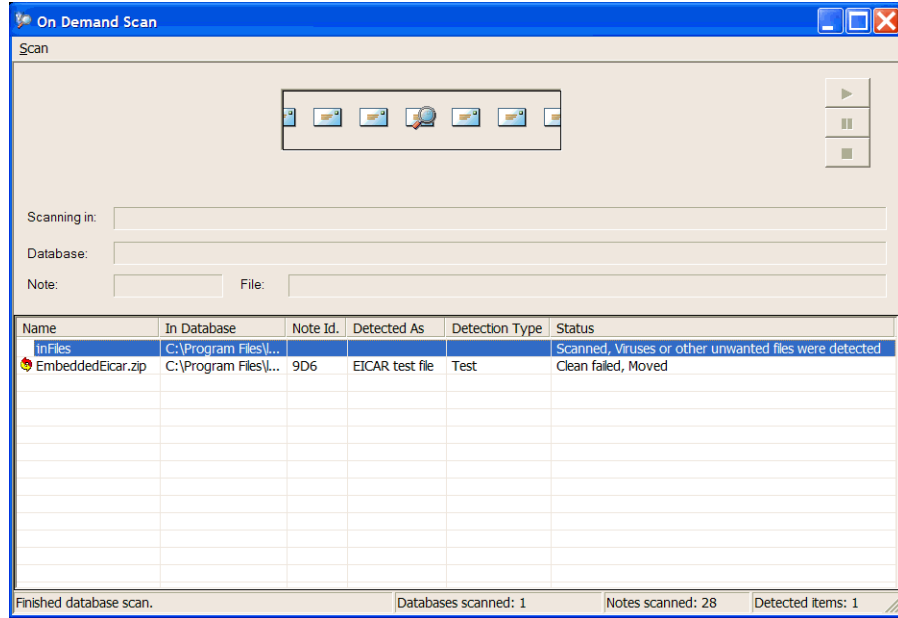 On Demand Scan
Scan
Scanning in:
Database:
Note: File:
Name In Database Note Id. Detected As Detection Type Status
inFiles C:\Program Files\l... Scanned, Viruses or other unwanted files were detected
EmbeddedEicar.zip C:\Program Files\l... 9D6 EICAR test file Test Clean failed, Moved
Finished database scan. Databases scanned: 1 Notes scanned: 28 Detected items: 1